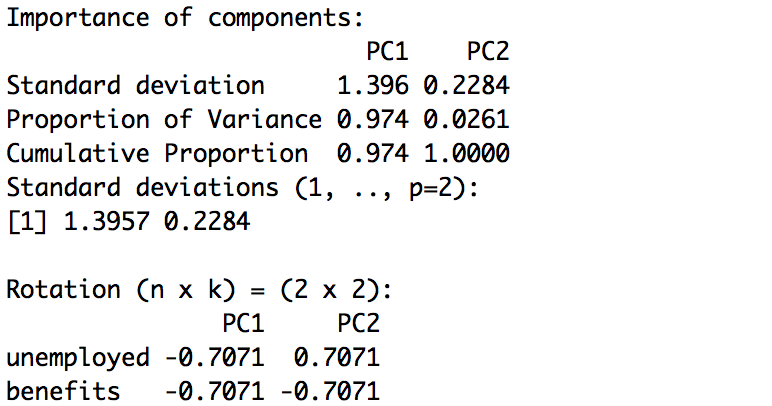 Importance of components:
PC1 PC2
Standard deviation 1.396 0.2284
Proportion of Variance 0.974 0.0261
Cumulative Proportion 0.974 1.0000
Standard deviations (1, .., p=2):
[1] 1.3957 0.2284
Rotation (n x k) = (2 x 2):
PC1 PC2
unemployed -0.7071 0.7071
benefits -0.7071 -0.7071